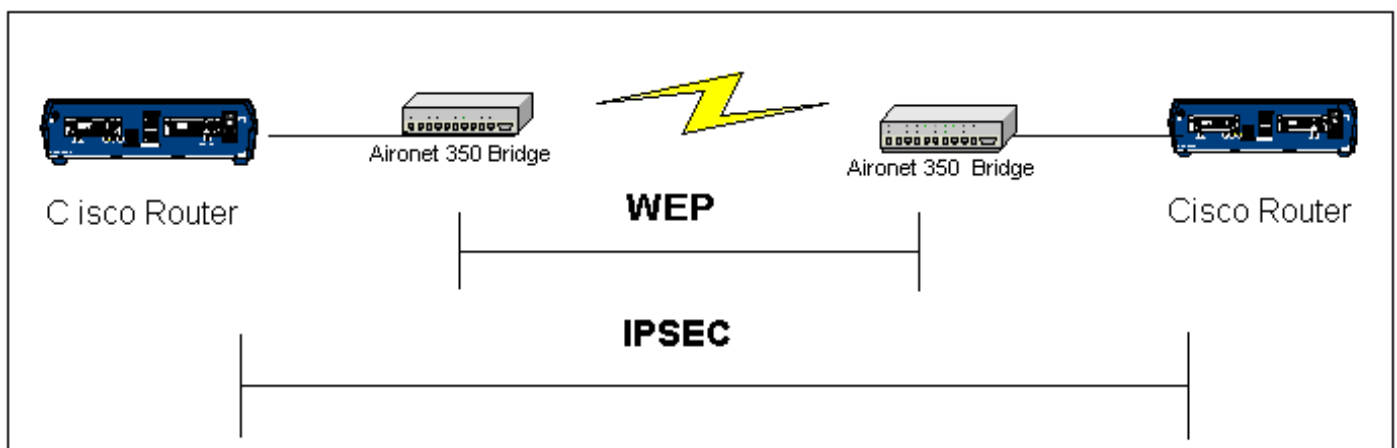 Aironet 350 Bridge
Aironet 350 Bridge
C isco Router
WEP
Cisco Router
IPSEC